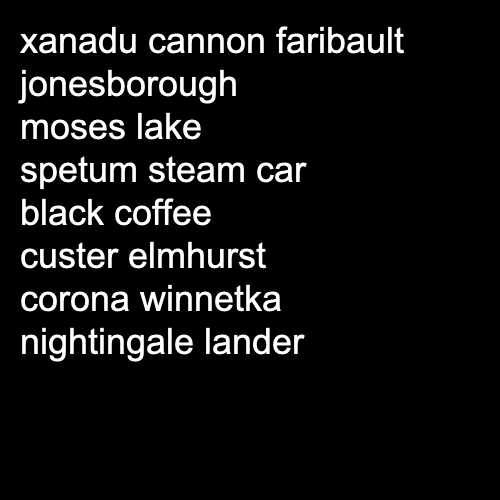 xanadu cannon faribault
jonesborough
moses lake
spetum steam car
black coffee
custer elmhurst
corona winnetka
nightingale lander